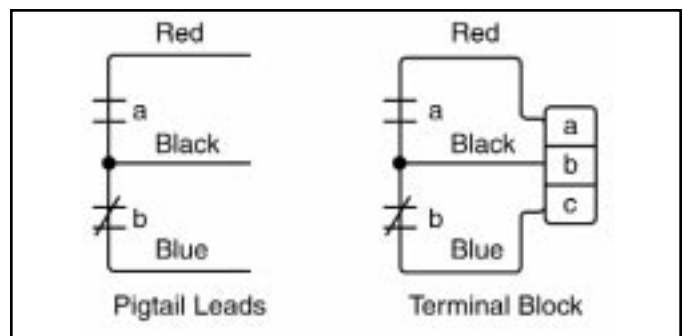 Red
a
Black
b
Blue
Pigtail Leads
Red
a
Black
b
Blue
a
b
c
Terminal Block